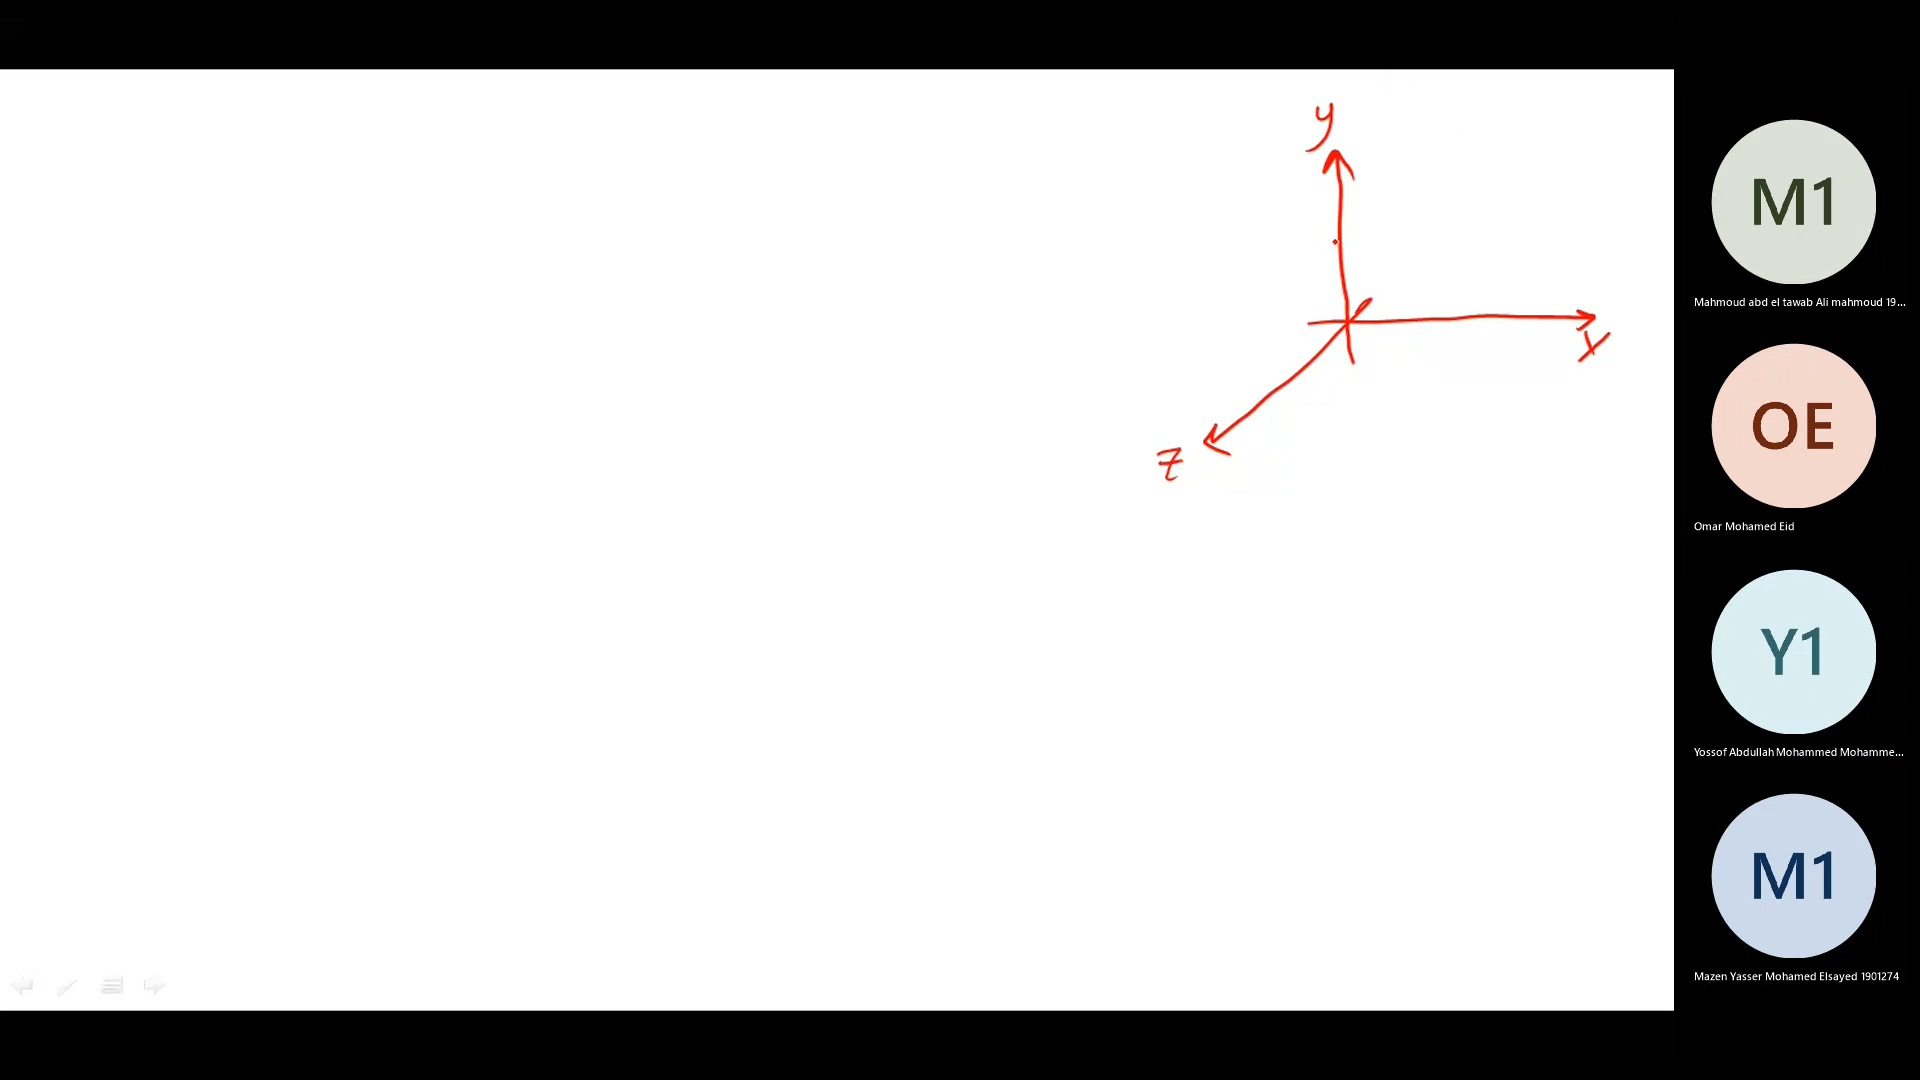 y
x
z
M1
Mahmoud abd el tawab Ali mahmoud 19...
OE
Omar Mohamed Eid
Y1
Yossof Abdullah Mohammed Mohamme...
M1
Mazen Yasser Mohamed Elsayed 1901274